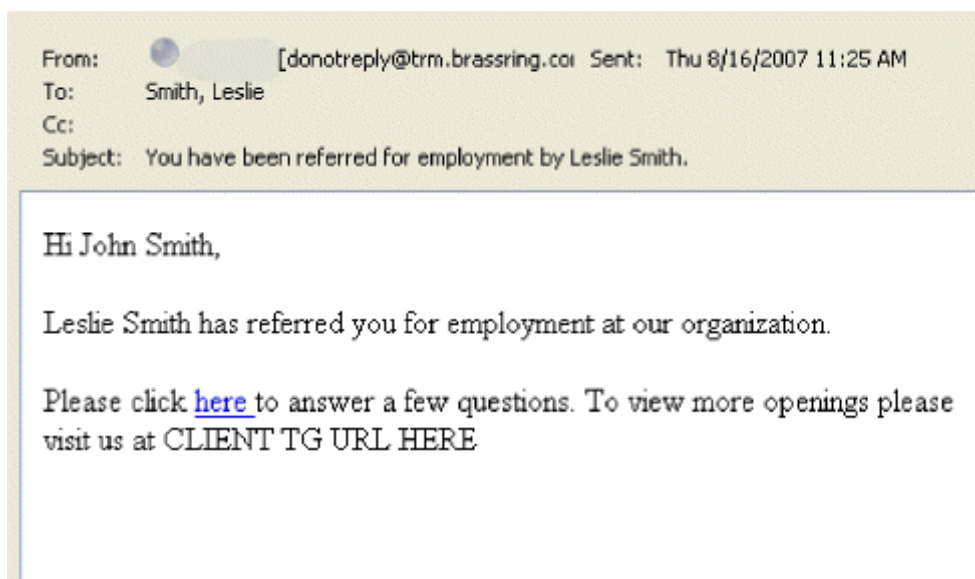 From: [donotreply@trm.brassring.co Sent: Thu 8/16/2007 11:25 AM
To: Smith, Leslie
Cc:
Subject: You have been referred for employment by Leslie Smith.
Hi John Smith,
Leslie Smith has referred you for employment at our organization.
Please click here to answer a few questions. To view more openings please
visit us at CLIENT TG URL HERE